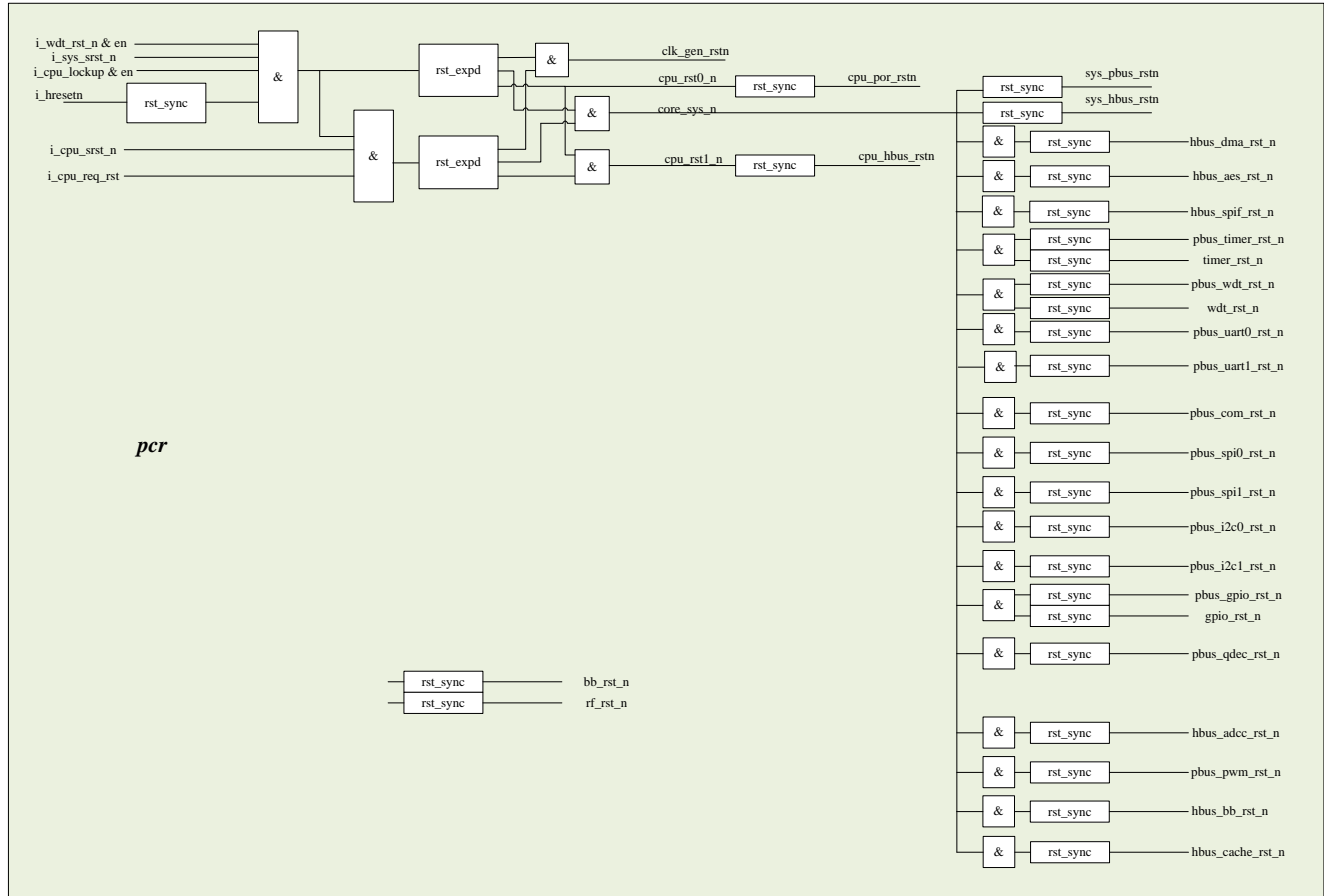 i_wdt_rst_n & en
i_sys_srst_n
i_cpu_lockup & en
i_hresetn
rst_sync
&
i_cpu_srst_n
i_cpu_req_rst
&
rst_expd
rst_expd
&
&
&
clk_gen_rstn
cpu_rst0_n
rst_sync
cpu_por_rstn
core_sys_n
cpu_rst1_n
rst_sync
cpu_hbus_rstn
rst_sync
sys_pbus_rstn
rst_sync
sys_hbus_rstn
& rst_sync hbus_dma_rst_n
& rst_sync hbus_aes_rst_n
& rst_sync hbus_spif_rst_n
& rst_sync pbus_timer_rst_n
rst_sync timer_rst_n
& rst_sync pbus_wdt_rst_n
rst_sync wdt_rst_n
& rst_sync pbus_uart0_rst_n
& rst_sync pbus_uart1_rst_n
& rst_sync pbus_com_rst_n
pcr
& rst_sync pbus_spi0_rst_n
& rst_sync pbus_spi1_rst_n
& rst_sync pbus_i2c0_rst_n
& rst_sync pbus_i2c1_rst_n
& rst_sync pbus_gpio_rst_n
rst_sync gpio_rst_n
& rst_sync pbus_qdec_rst_n
rst_sync bb_rst_n
rst_sync rf_rst_n
& rst_sync hbus_adcc_rst_n
& rst_sync pbus_pwm_rst_n
& rst_sync hbus_bb_rst_n
& rst_sync hbus_cache_rst_n